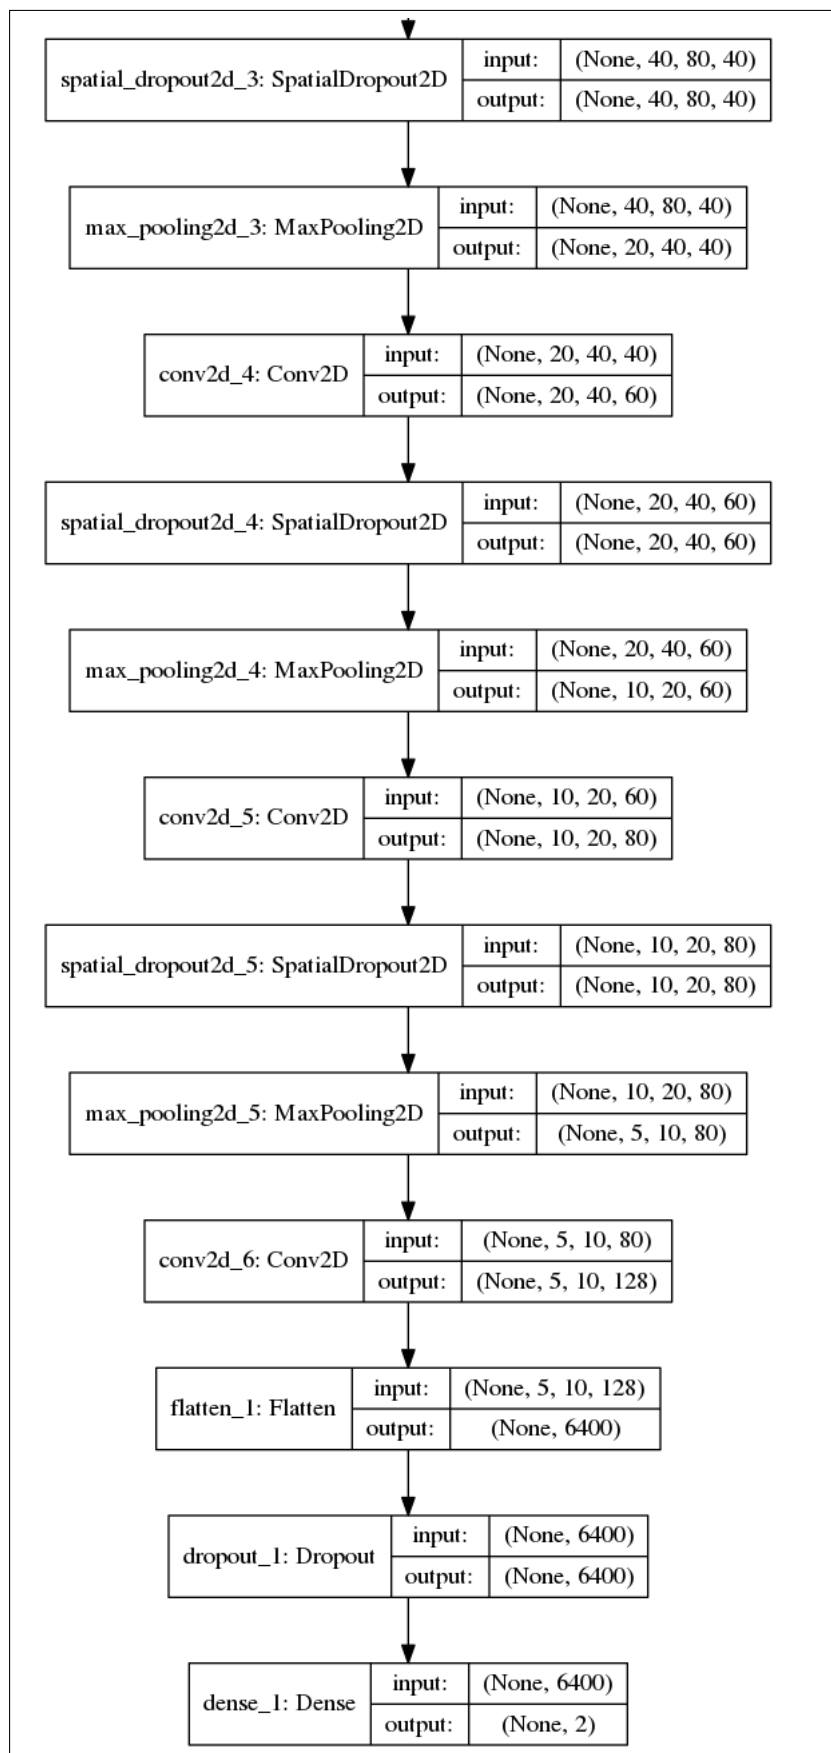 spatial_dropout2d_3: SpatialDropout2D
input: (None, 40, 80, 40)
output: (None, 40, 80, 40)
max_pooling2d_3: MaxPooling2D
input: (None, 40, 80, 40)
output: (None, 20, 40, 40)
conv2d_4: Conv2D
input: (None, 20, 40, 40)
output: (None, 20, 40, 60)
spatial_dropout2d_4: SpatialDropout2D
input: (None, 20, 40, 60)
output: (None, 20, 40, 60)
max_pooling2d_4: MaxPooling2D
input: (None, 20, 40, 60)
output: (None, 10, 20, 60)
conv2d_5: Conv2D
input: (None, 10, 20, 60)
output: (None, 10, 20, 80)
spatial_dropout2d_5: SpatialDropout2D
input: (None, 10, 20, 80)
output: (None, 10, 20, 80)
max_pooling2d_5: MaxPooling2D
input: (None, 10, 20, 80)
output: (None, 5, 10, 80)
conv2d_6: Conv2D
input: (None, 5, 10, 80)
output: (None, 5, 10, 128)
flatten_1: Flatten
input: (None, 5, 10, 128)
output: (None, 6400)
dropout_1: Dropout
input: (None, 6400)
output: (None, 6400)
dense_1: Dense
input: (None, 6400)
output: (None, 2)